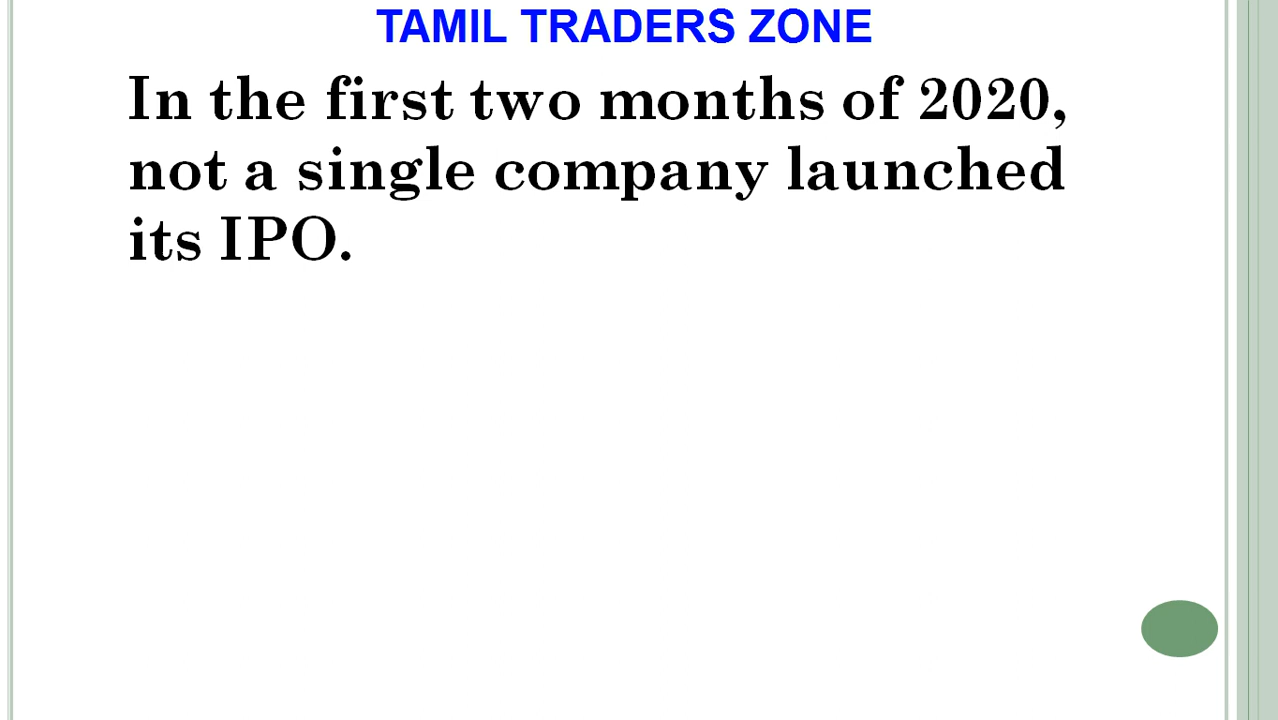 TAMIL TRADERS ZONE
In the first two months of 2020,
not a single company launched
its IPO.